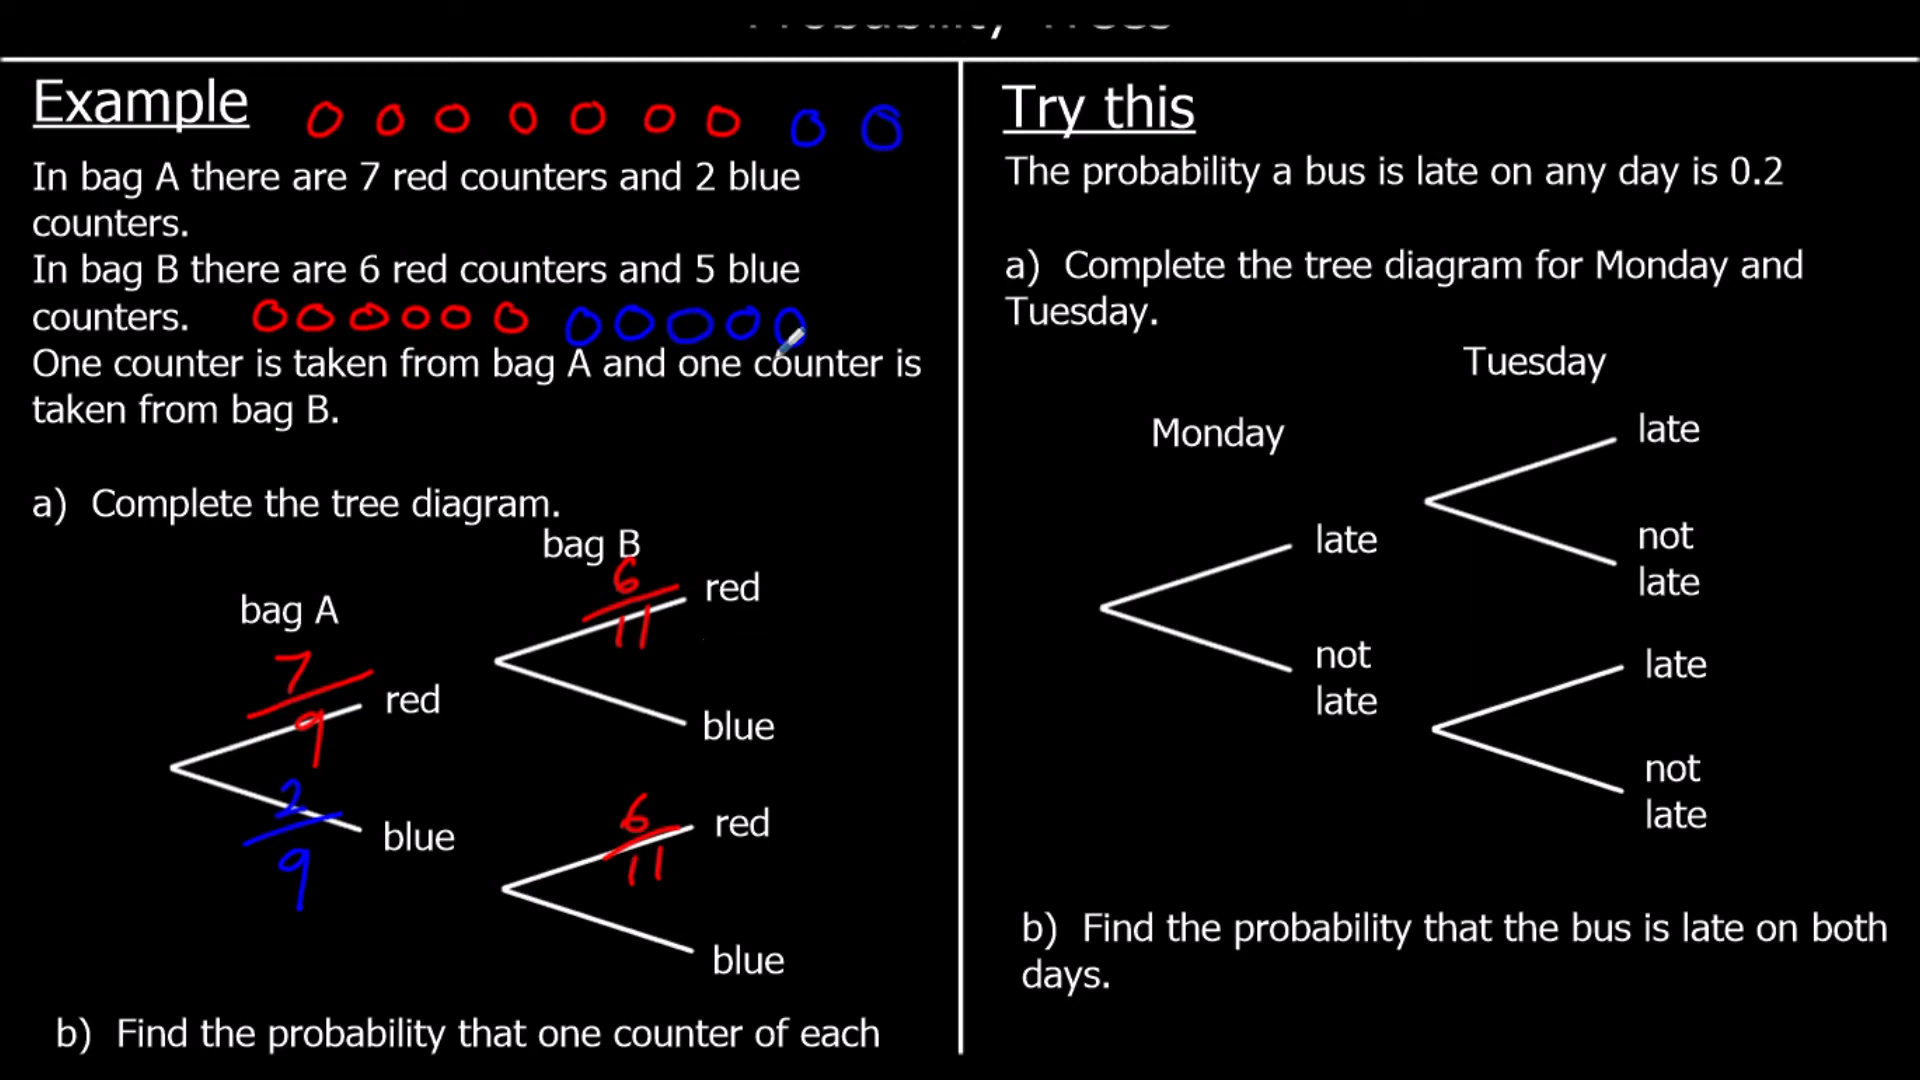 Probability Trees
Example
In bag A there are 7 red counters and 2 blue
counters.
In bag B there are 6 red counters and 5 blue
counters.
One counter is taken from bag A and one counter is
taken from bag B.
a) Complete the tree diagram.
bag B
6
11
red
bag A
7
9
red
blue
2
9
blue
6
11
red
blue
b) Find the probability that one counter of each
Try this
The probability a bus is late on any day is 0.2
a) Complete the tree diagram for Monday and
Tuesday.
Tuesday
Monday
late
not
late
late
not
late
late
not
late
b) Find the probability that the bus is late on both
days.